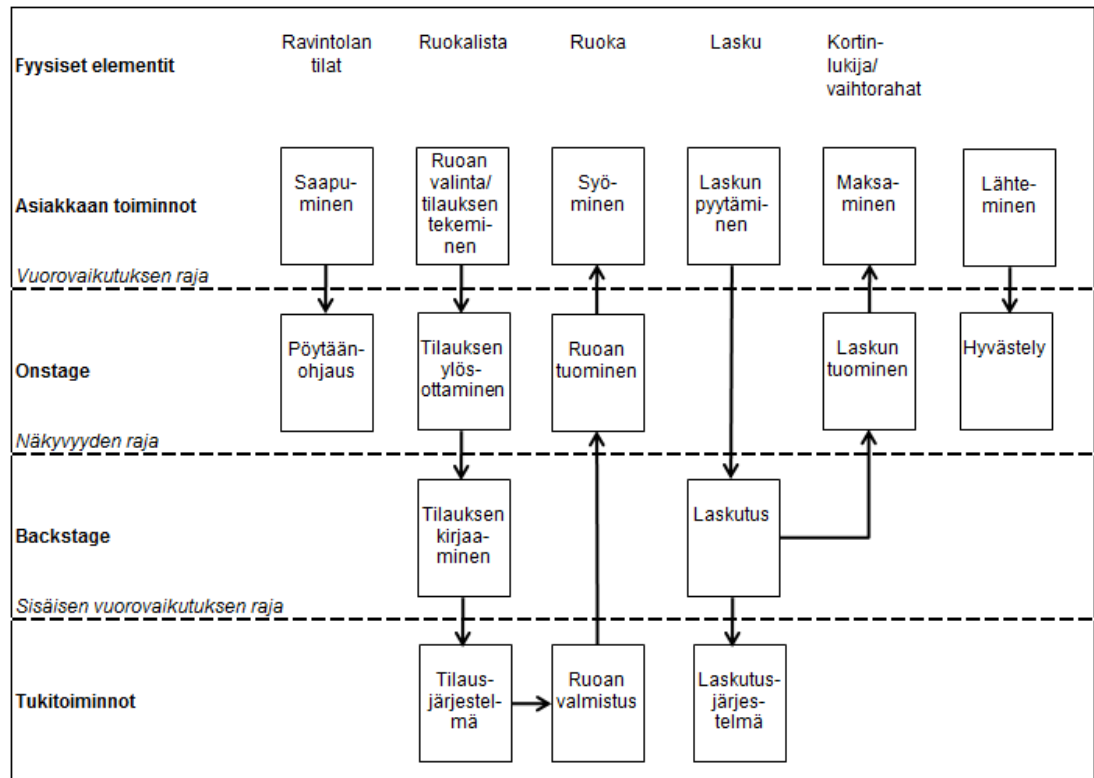 Fyysiset elementit
Ravintolan
tilat
Ruokalista
Ruoka
Lasku
Kortin-
lukija/
vaihtorahat
Asiakkaan toiminnot
Saapu-
minen
Ruoan
valinta/
tilauksen
tekemi-
nen
Syö-
minen
Laskun
pyytämi-
nen
Maksa-
minen
Lähte-
minen
Vuorovaikutuksen raja
Onstage
Pöytään-
ohjaus
Tilauksen
ylös-
ottaminen
Ruoan
tuominen
Laskun
tuominen
Hyvästely
Näkyvyyden raja
Backstage
Tilauksen
kirjaa-
minen
Laskutus
Sisäisen vuorovaikutuksen raja
Tukitoiminnot
Tilaus-
järjestel-
mä
Ruoan
valmistus
Laskutus-
järjes-
telmä